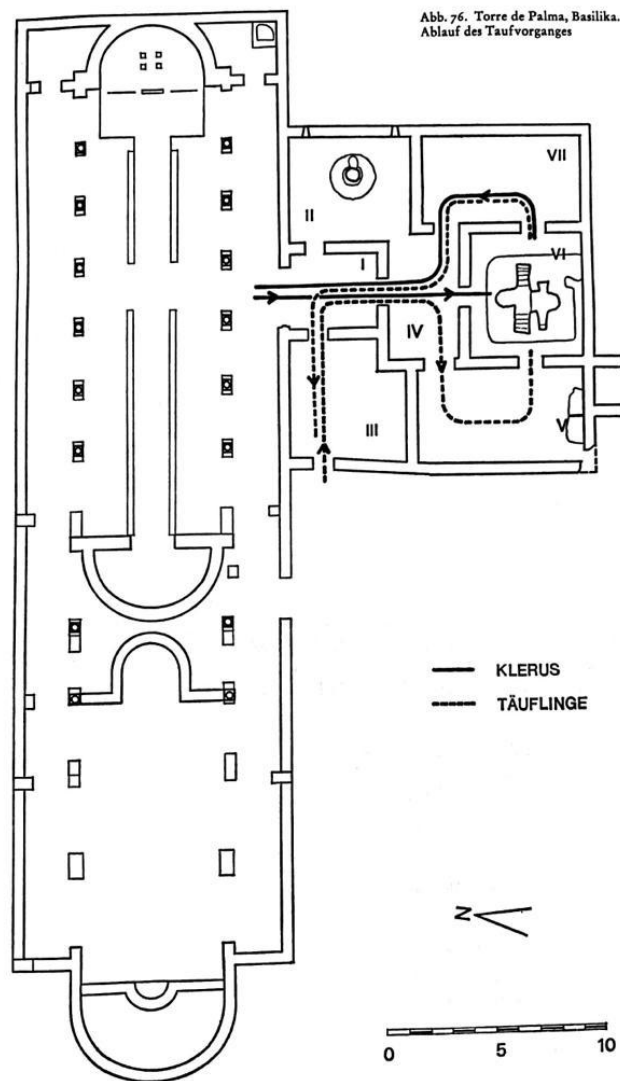 Abb. 76. Torre de Palma, Basilika.
Ablauf des Taufvorganges
VII
II
VI
I
IV
III
V
KLERUS
TÄUFLINGE
N
0 5 10